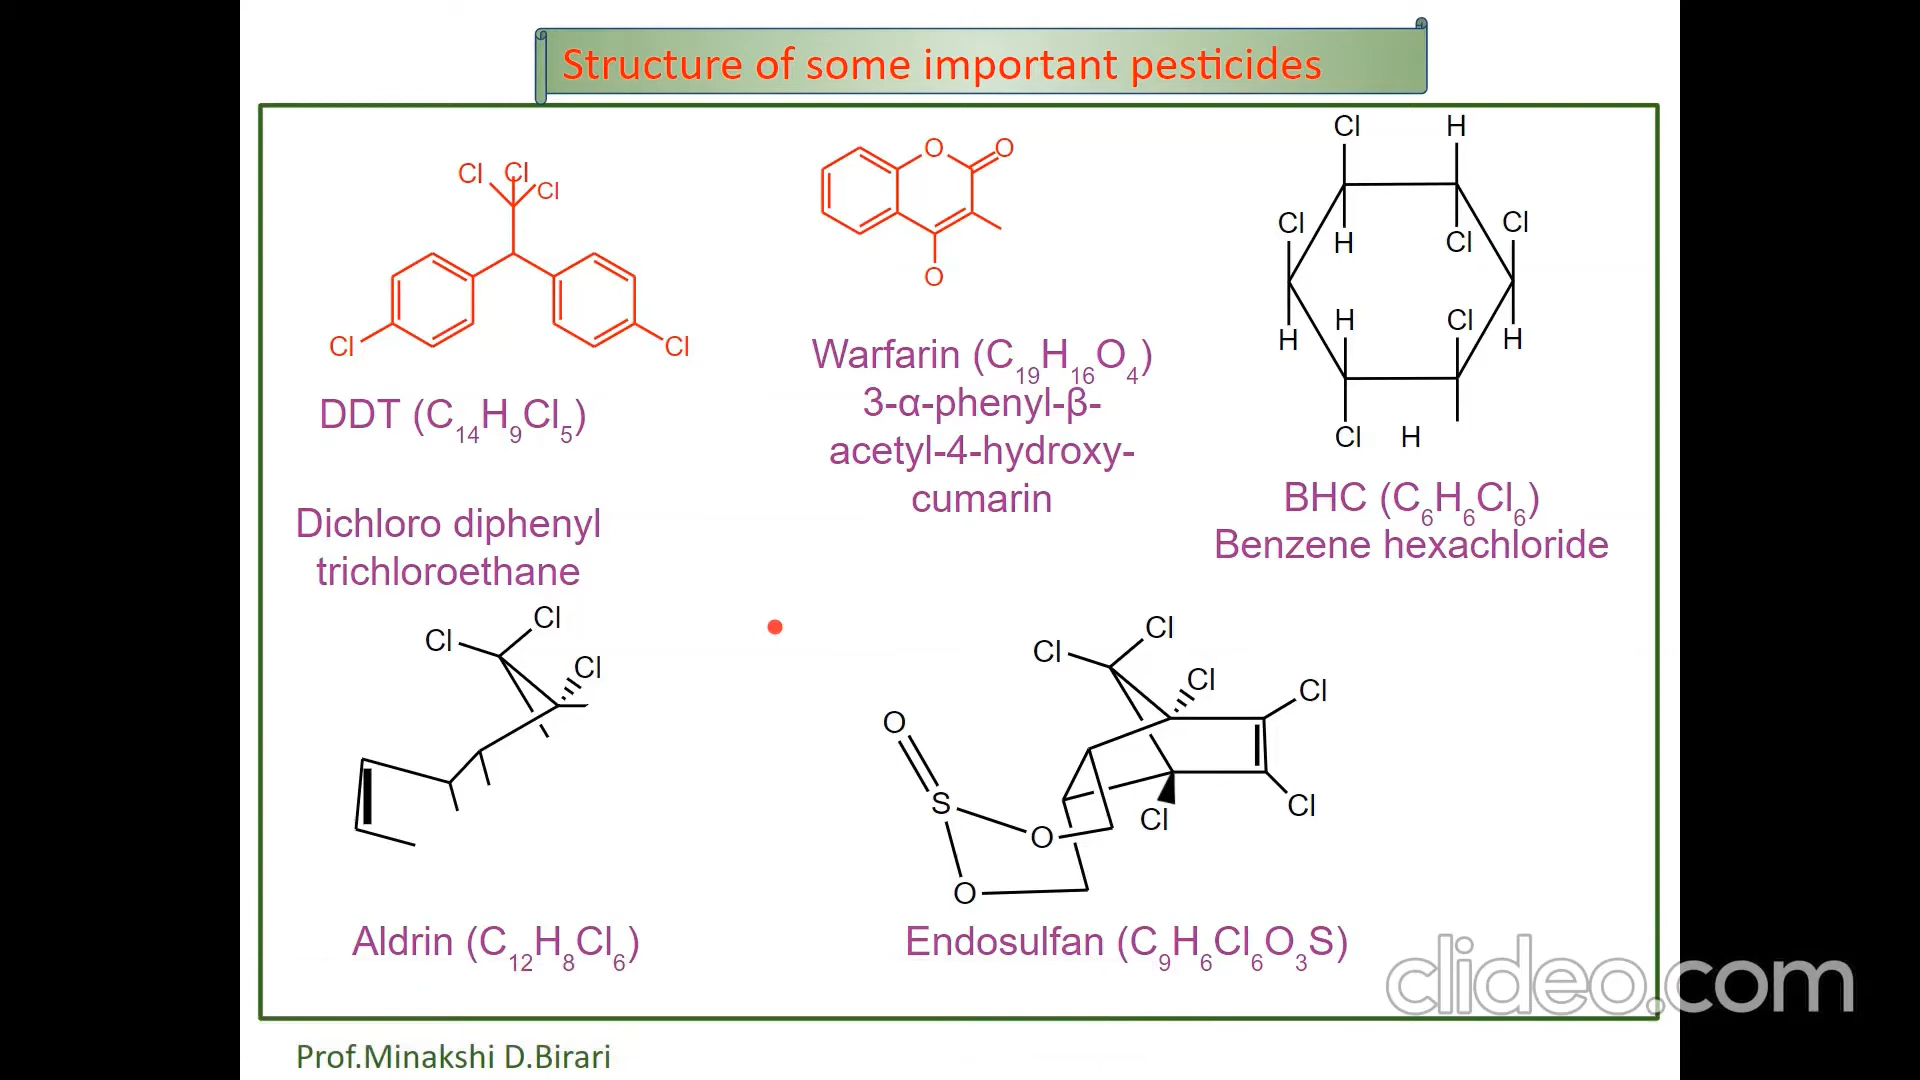 Structure of some important pesticides
Cl Cl Cl
Cl Cl
DDT (C14H9Cl5)
Dichloro diphenyl
trichloroethane
O O
O
Warfarin (C19H16O4)
3-α-phenyl-β-
acetyl-4-hydroxy-
cumarin
Cl H
Cl H Cl Cl
H H Cl H
Cl H
BHC (C6H6Cl6)
Benzene hexachloride
Cl Cl
Cl
Aldrin (C12H8Cl6)
Cl Cl
Cl Cl
O
S O Cl Cl
O
Endosulfan (C9H6Cl6O3S)
clideo.com
Prof.Minakshi D.Birari